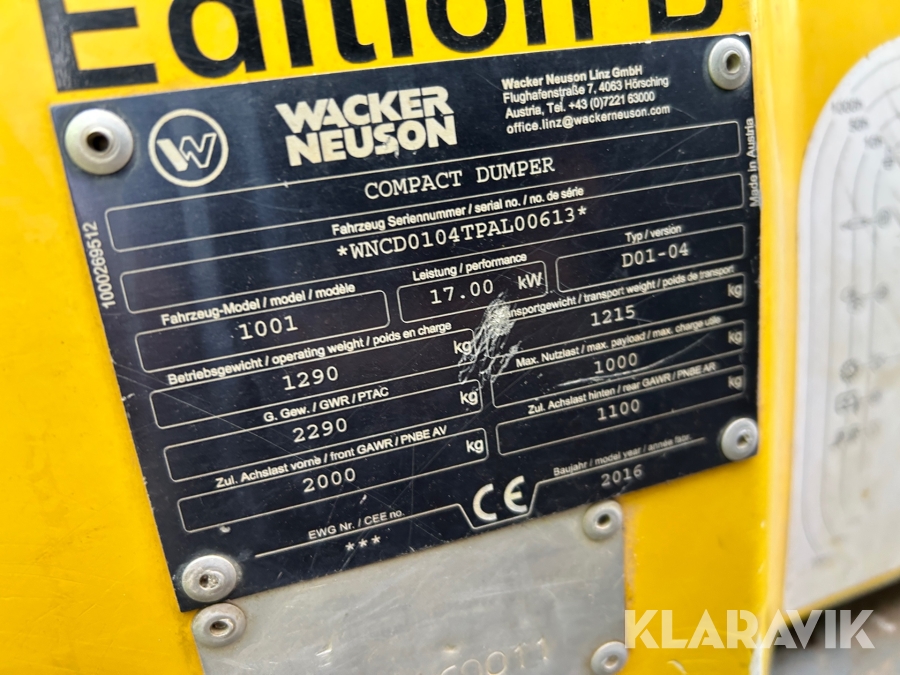 Edition B
WACKER
NEUSON
Wacker Neuson Linz GmbH
Flughafenstraße 7, 4063 Hörsching
Austria, Tel. +43 (0)7221 63000
office.linz@wackerneuson.com
COMPACT DUMPER
Made in Austria
1000269512
Fahrzeug Seriennummer / serial no. / no. de série
*WNCD0104TPAL00613*
Fahrzeug-Model / model / modèle
1001
Leistung / performance
17.00 kW
Typ / version
D01-04
Betriebsgewicht / operating weight / poids en charge
1290 kg
Transportgewicht / transport weight / poids de transport
1215 kg
G. Gew. / GWR / PTAC
2290 kg
Max. Nutzlast / max. payload / max. charge utile
1000 kg
Zul. Achslast vorne / front GAWR / PNBE AV
2000 kg
Zul. Achslast hinten / rear GAWR / PNBE AR
1100 kg
EWG Nr. / CEE no.
***
CE
Baujahr / model year / année fabr.
2016
KLARAVIK